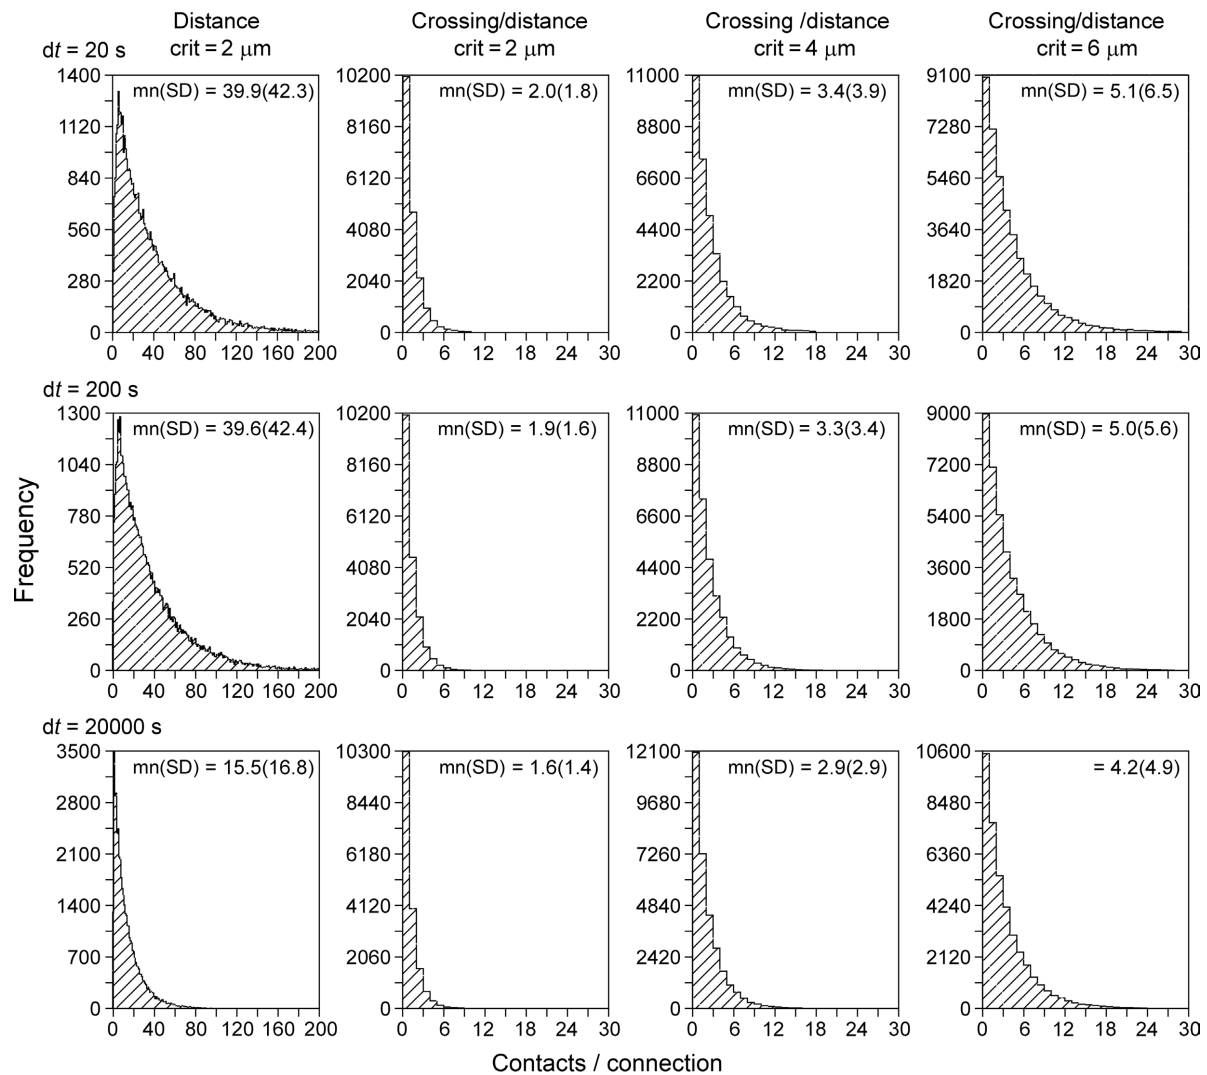 Distance
crit = 2 μm
Crossing/distance
crit = 2 μm
Crossing /distance
crit = 4 μm
Crossing/distance
crit = 6 μm
dt = 20 s
mn(SD) = 39.9(42.3)
1400
1120
840
560
280
0
0 40 80 120 160 200
mn(SD) = 2.0(1.8)
10200
8160
6120
4080
2040
0
0 6 12 18 24 30
mn(SD) = 3.4(3.9)
11000
8800
6600
4400
2200
0
0 6 12 18 24 30
mn(SD) = 5.1(6.5)
9100
7280
5460
3640
1820
0
0 6 12 18 24 30
dt = 200 s
Frequency
mn(SD) = 39.6(42.4)
1300
1040
780
520
260
0
0 40 80 120 160 200
mn(SD) = 1.9(1.6)
10200
8160
6120
4080
2040
0
0 6 12 18 24 30
mn(SD) = 3.3(3.4)
11000
8800
6600
4400
2200
0
0 6 12 18 24 30
mn(SD) = 5.0(5.6)
9000
7200
5400
3600
1800
0
0 6 12 18 24 30
dt = 20000 s
mn(SD) = 15.5(16.8)
3500
2800
2100
1400
700
0
0 40 80 120 160 200
mn(SD) = 1.6(1.4)
10300
8440
6180
4120
2060
0
0 6 12 18 24 30
mn(SD) = 2.9(2.9)
12100
9680
7260
4840
2420
0
0 6 12 18 24 30
= 4.2(4.9)
10600
8480
6360
4240
2120
0
0 6 12 18 24 30
Contacts / connection